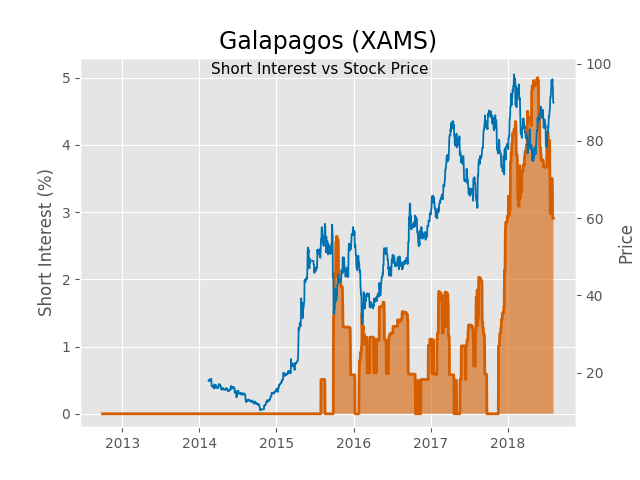 Galapagos (XAMS)
Short Interest vs Stock Price
Short Interest (%)
5
4
3
2
1
0
100
80
60
40
20
Price
2013 2014 2015 2016 2017 2018